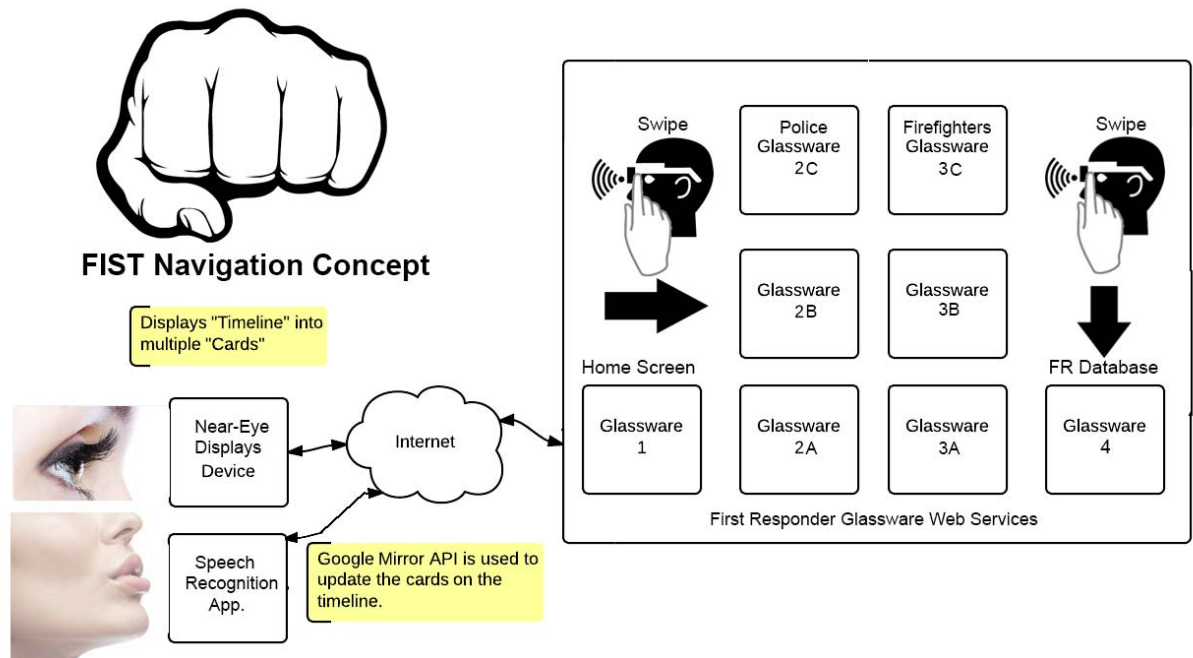 FIST Navigation Concept
Displays "Timeline" into
multiple "Cards"
Near-Eye
Displays
Device
Internet
Speech
Recognition
App.
Google Mirror API is used to
update the cards on the
timeline.
Swipe
Police
Glassware
2C
Firefighters
Glassware
3C
Swipe
Glassware
2B
Glassware
3B
Home Screen
FR Database
Glassware
1
Glassware
2A
Glassware
3A
Glassware
4
First Responder Glassware Web Services